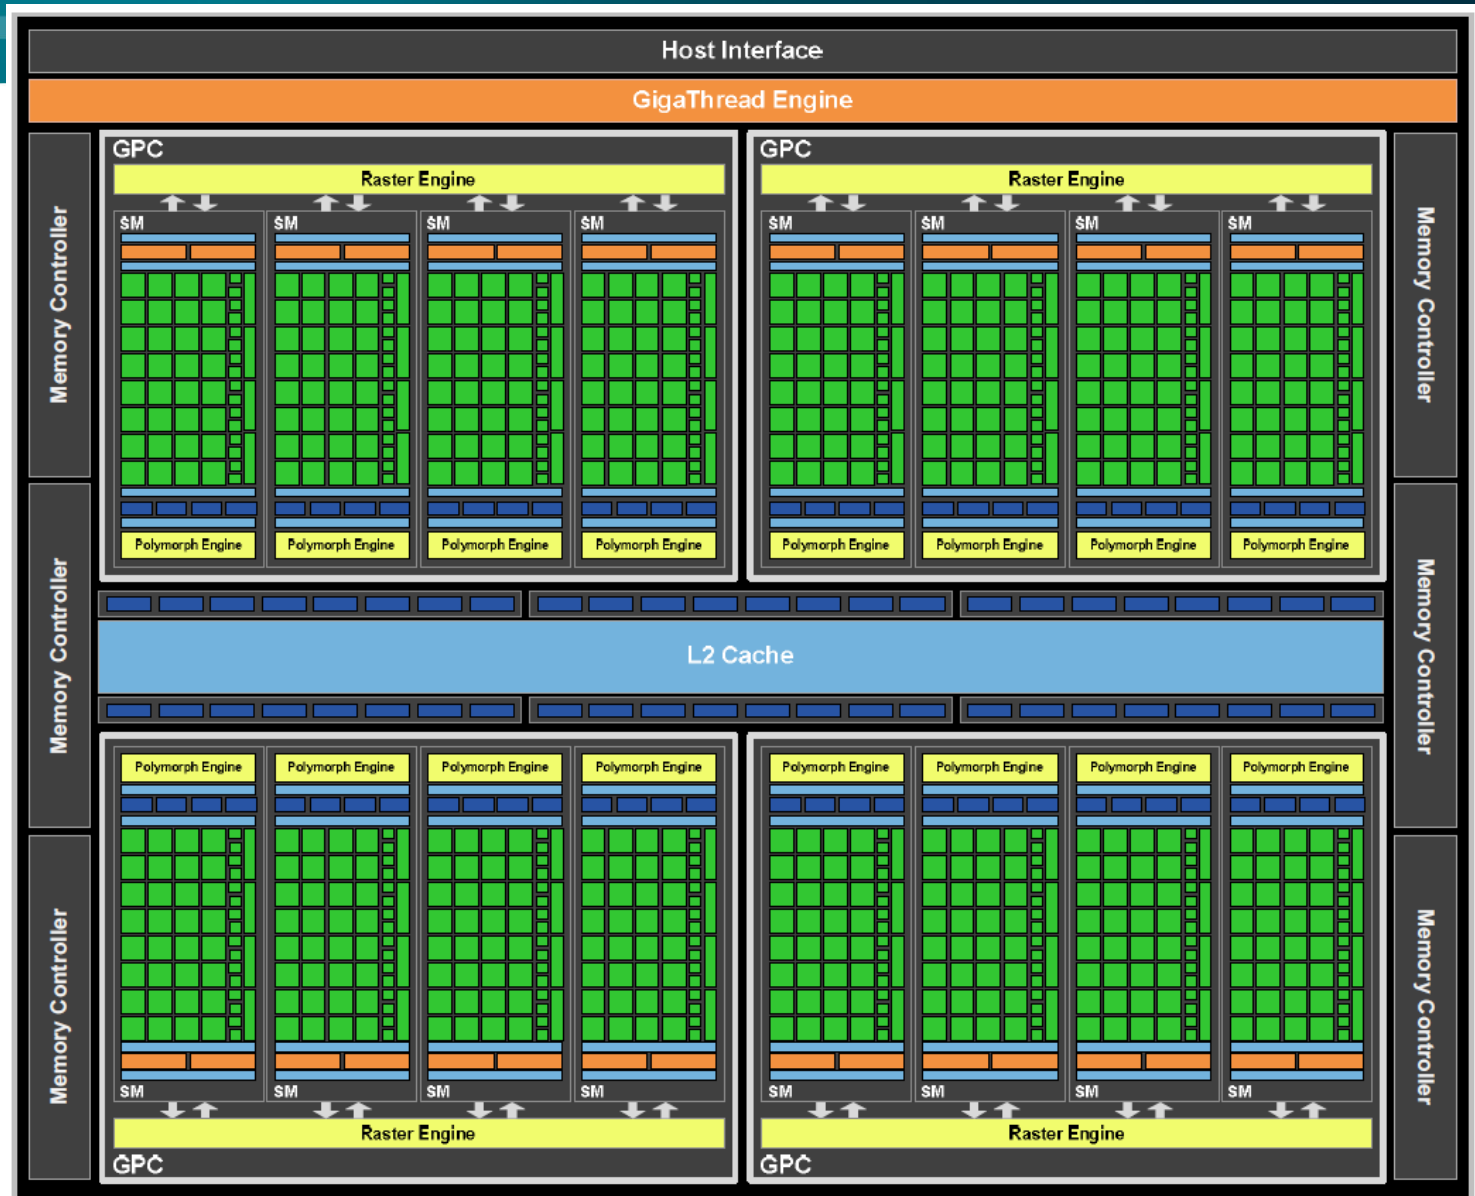 Host Interface
GigaThread Engine
GPC
Raster Engine
SM
SM
SM
SM
Polymorph Engine
Polymorph Engine
Polymorph Engine
Polymorph Engine
GPC
Raster Engine
SM
SM
SM
SM
Polymorph Engine
Polymorph Engine
Polymorph Engine
Polymorph Engine
Memory Controller
Memory Controller
Memory Controller
Memory Controller
Memory Controller
Memory Controller
L2 Cache
Polymorph Engine
Polymorph Engine
Polymorph Engine
Polymorph Engine
SM
SM
SM
SM
Raster Engine
GPC
Polymorph Engine
Polymorph Engine
Polymorph Engine
Polymorph Engine
SM
SM
SM
SM
Raster Engine
GPC